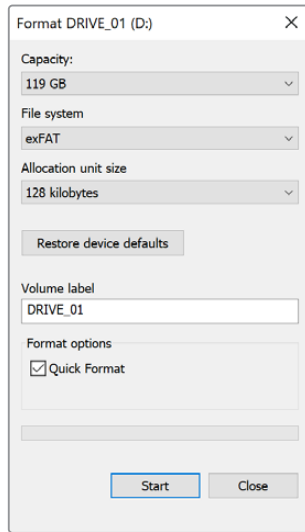 Format DRIVE_01 (D:)
Capacity:
119 GB
File system
exFAT
Allocation unit size
128 kilobytes
Restore device defaults
Volume label
DRIVE_01
Format options
Quick Format
Start Close